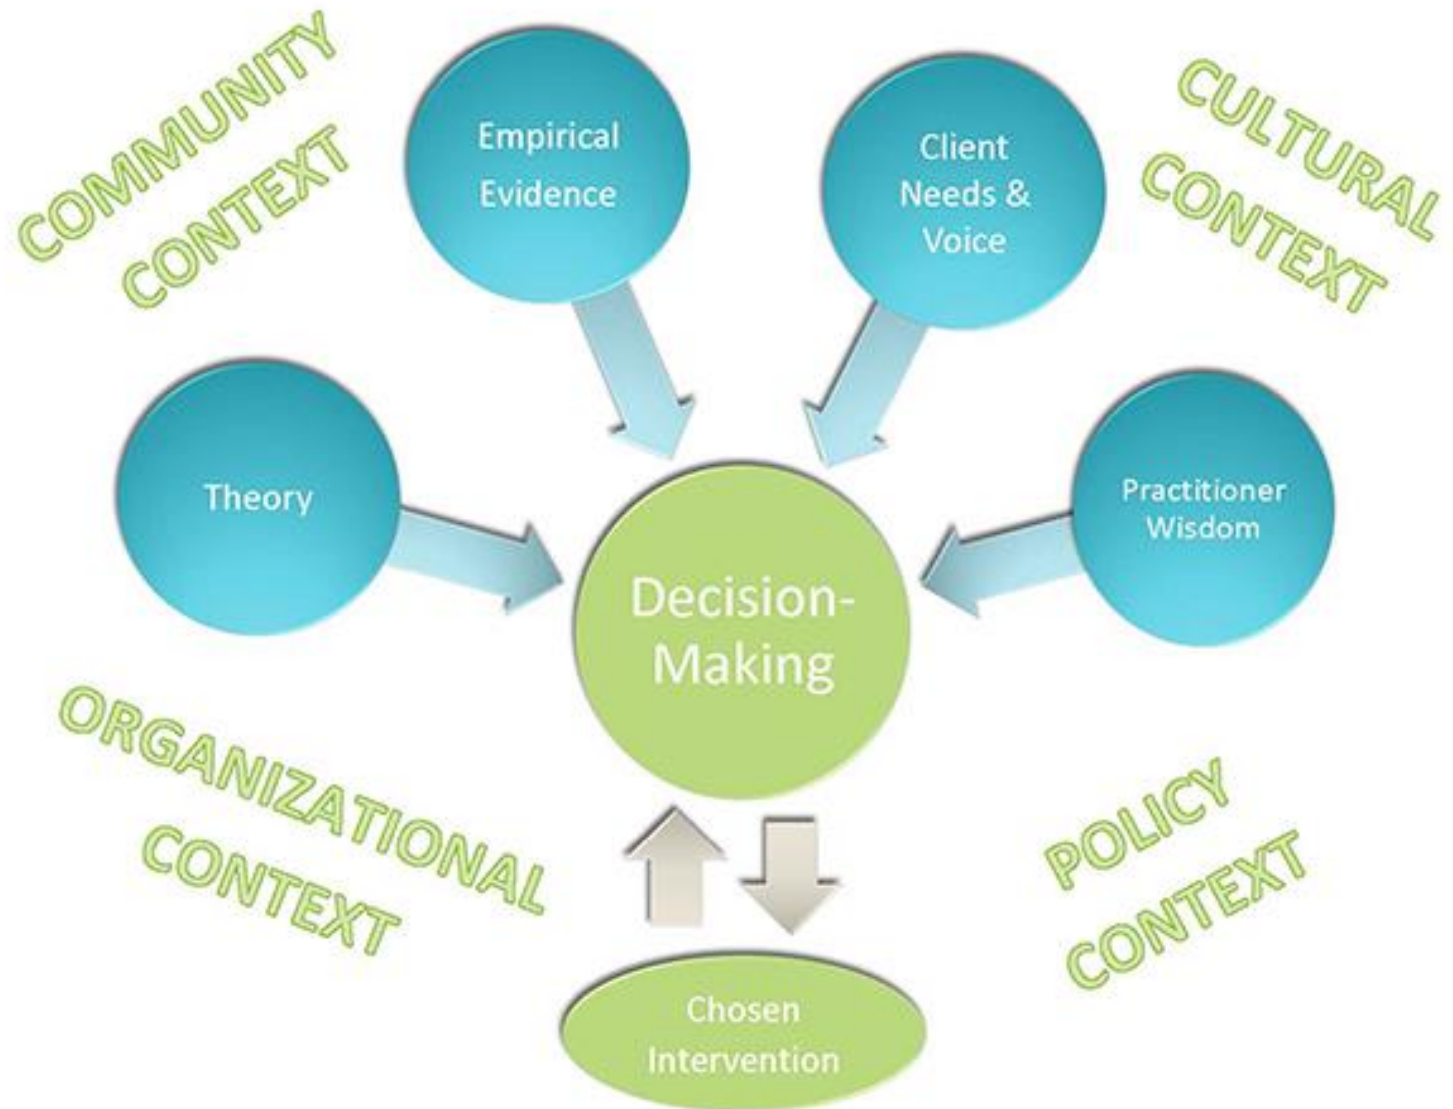 COMMUNITY
CONTEXT
Empirical
Evidence
Client
Needs &
Voice
CULTURAL
CONTEXT
Theory
Practitioner
Wisdom
Decision-
Making
ORGANIZATIONAL
CONTEXT
POLICY
CONTEXT
Chosen
Intervention